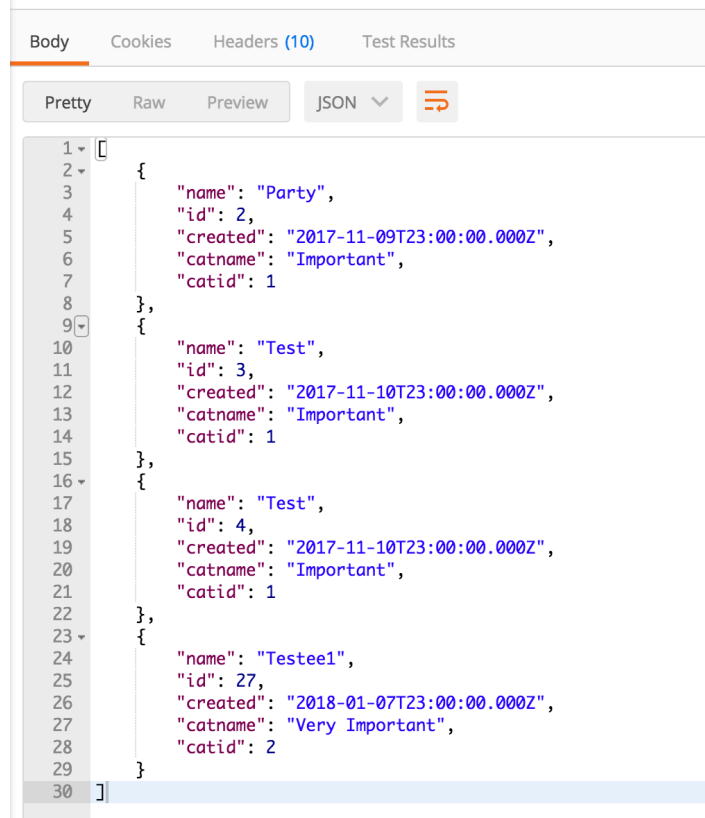 Body Cookies Headers (10) Test Results
Pretty Raw Preview JSON
1 [
2 {
3 "name": "Party",
4 "id": 2,
5 "created": "2017-11-09T23:00:00.000Z",
6 "catname": "Important",
7 "catid": 1
8 },
9 {
10 "name": "Test",
11 "id": 3,
12 "created": "2017-11-10T23:00:00.000Z",
13 "catname": "Important",
14 "catid": 1
15 },
16 {
17 "name": "Test",
18 "id": 4,
19 "created": "2017-11-10T23:00:00.000Z",
20 "catname": "Important",
21 "catid": 1
22 },
23 {
24 "name": "Testee1",
25 "id": 27,
26 "created": "2018-01-07T23:00:00.000Z",
27 "catname": "Very Important",
28 "catid": 2
29 }
30 ]